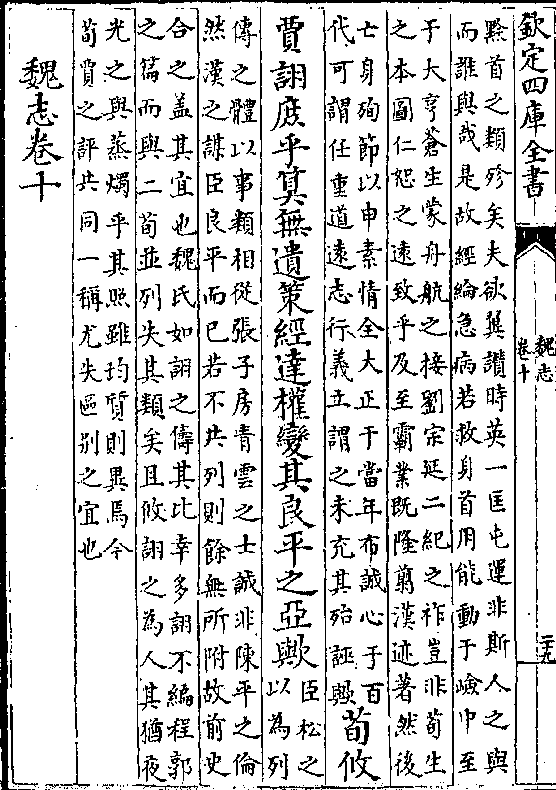 欽定四庫全書
魏志
卷十
二十九
黔首之類殄矣夫欲翼讚時英一匡屯運非斯人之與
而誰與哉是故經綸急病若救身首用能動于嶮中至
于大亨蒼生蒙舟航之接劉宗延二紀之祚豈非荀生
之本圖仁恕之遠致乎及至霸業既隆翦漢迹著然後
亡身殉節以申素情全大正于當年布誠心于百
代可謂任重道遠志行義立謂之未充其殆誣歟
荀攸
賈詡庶乎算無遺策經達權變其良平之亞歟
臣松之
以為列
傳之體以事類相從張子房青雲之士誠非陳平之倫
然漢之謀臣良平而已若不共列則餘無所附故前史
合之盖其宜也魏氏如詡之儔其比幸多詡不編程郭
之篇而與二荀並列失其類矣且攸詡之為人其猶夜
光之與蒸燭乎其照雖均質則異焉今
荀賈之評共同一稱尤失區别之宜也
魏志卷十